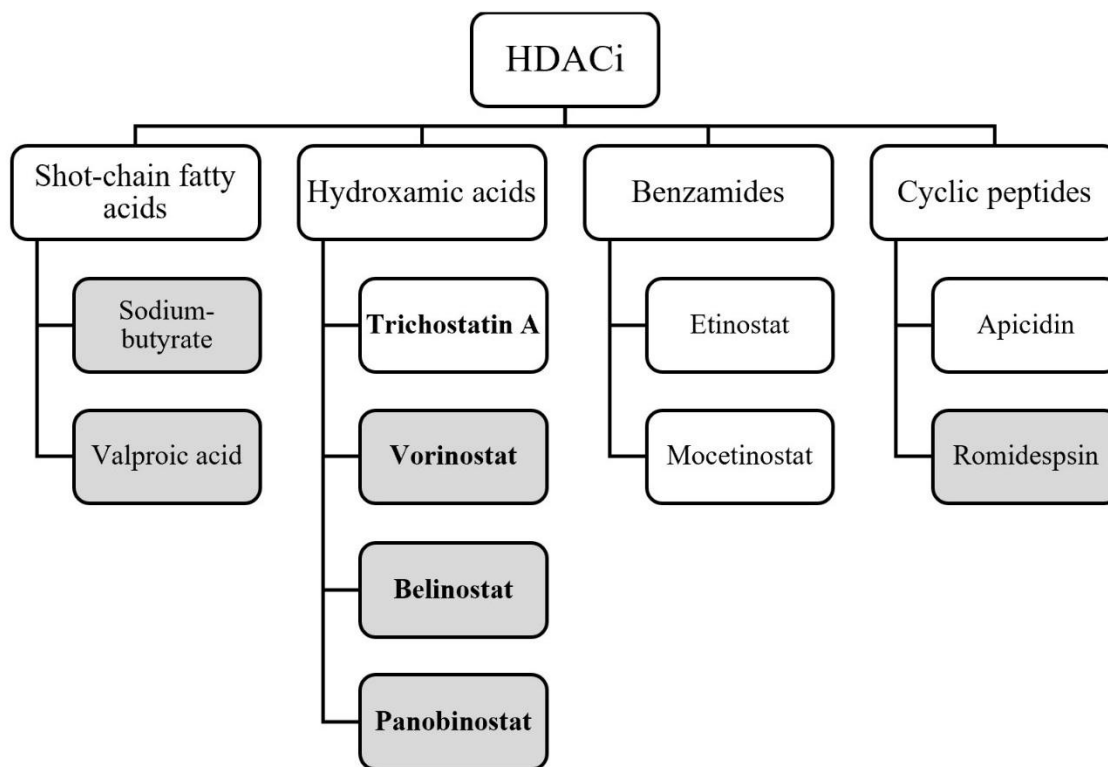 HDACi
Shot-chain fatty
acids
Hydroxamic acids
Benzamides
Cyclic peptides
Sodium-
butyrate
Trichostatin A
Etinostat
Apicidin
Valproic acid
Vorinostat
Mocetinostat
Romidespsin
Belinostat
Panobinostat